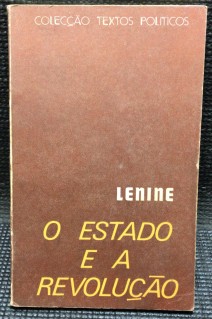 COLECÇÃO TEXTOS POLITICOS
LENINE
O ESTADO
E A
REVOLUÇÃO